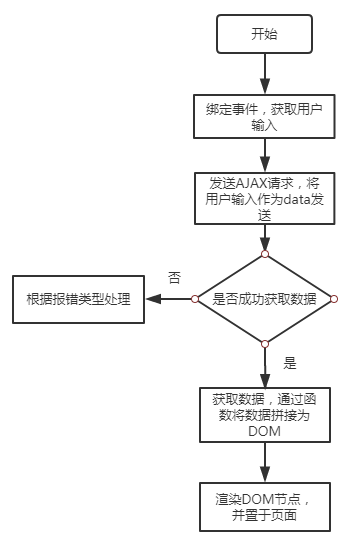 开始
绑定事件，获取用户
输入
发送AJAX请求，将
用户输入作为data发
送
是否成功获取数据
否
根据报错类型处理
是
获取数据，通过函
数将数据拼接为
DOM
渲染DOM节点，
并置于页面